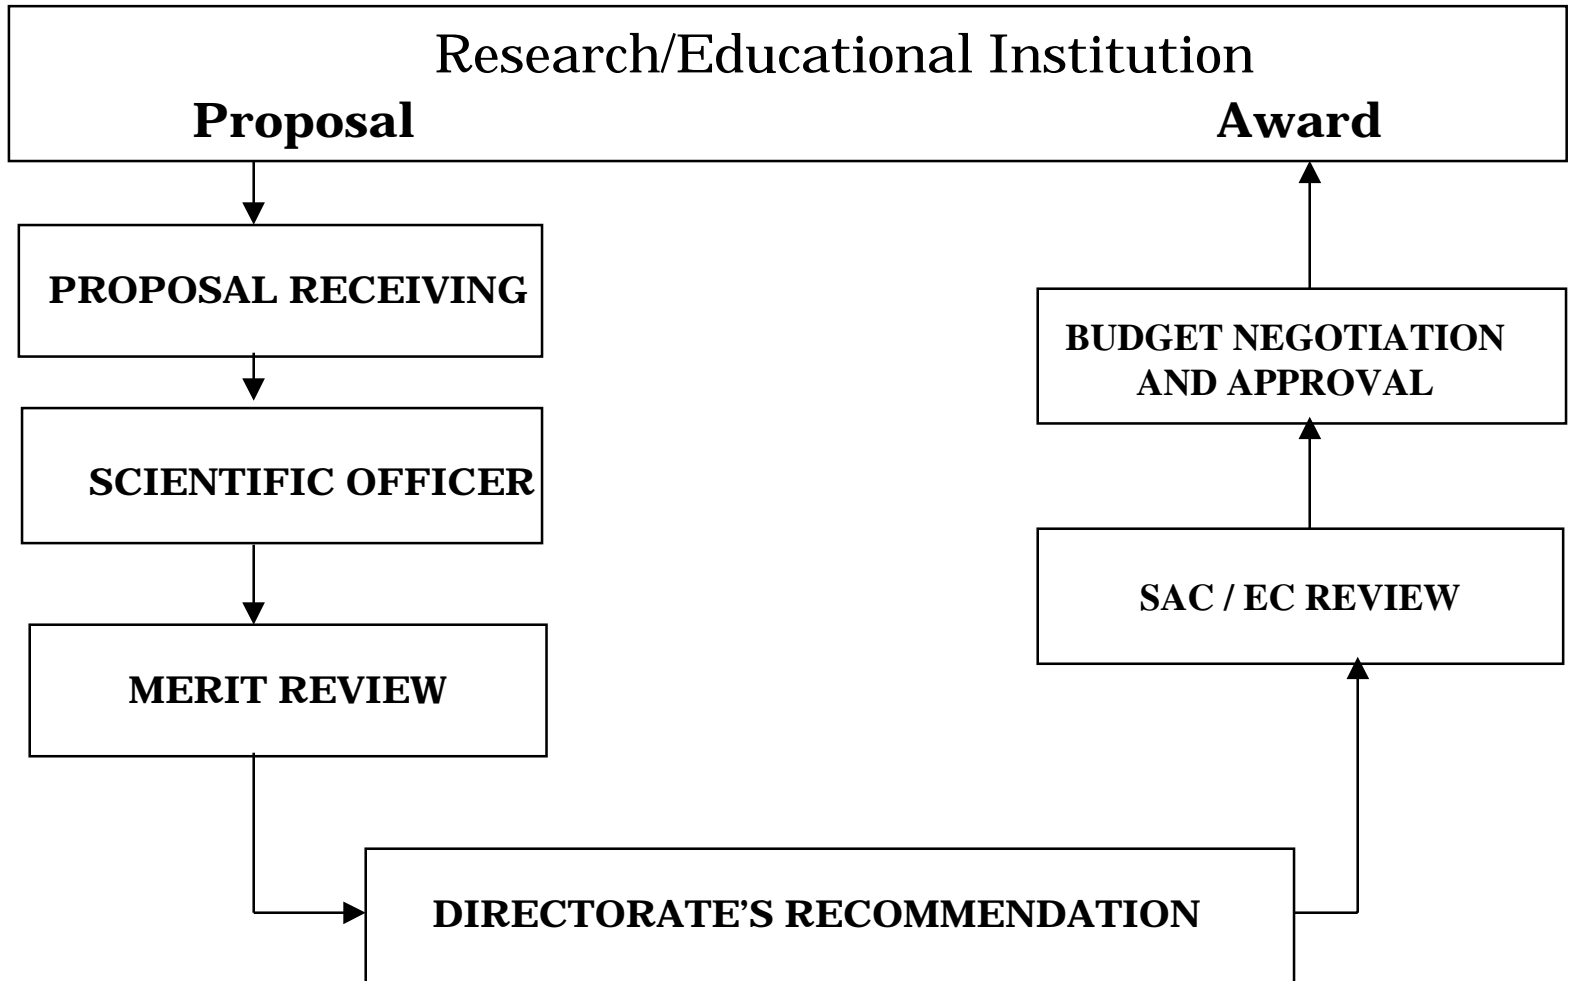 Research/Educational Institution
Proposal
Award
PROPOSAL RECEIVING
SCIENTIFIC OFFICER
MERIT REVIEW
DIRECTORATE’S RECOMMENDATION
SAC / EC REVIEW
BUDGET NEGOTIATION
AND APPROVAL